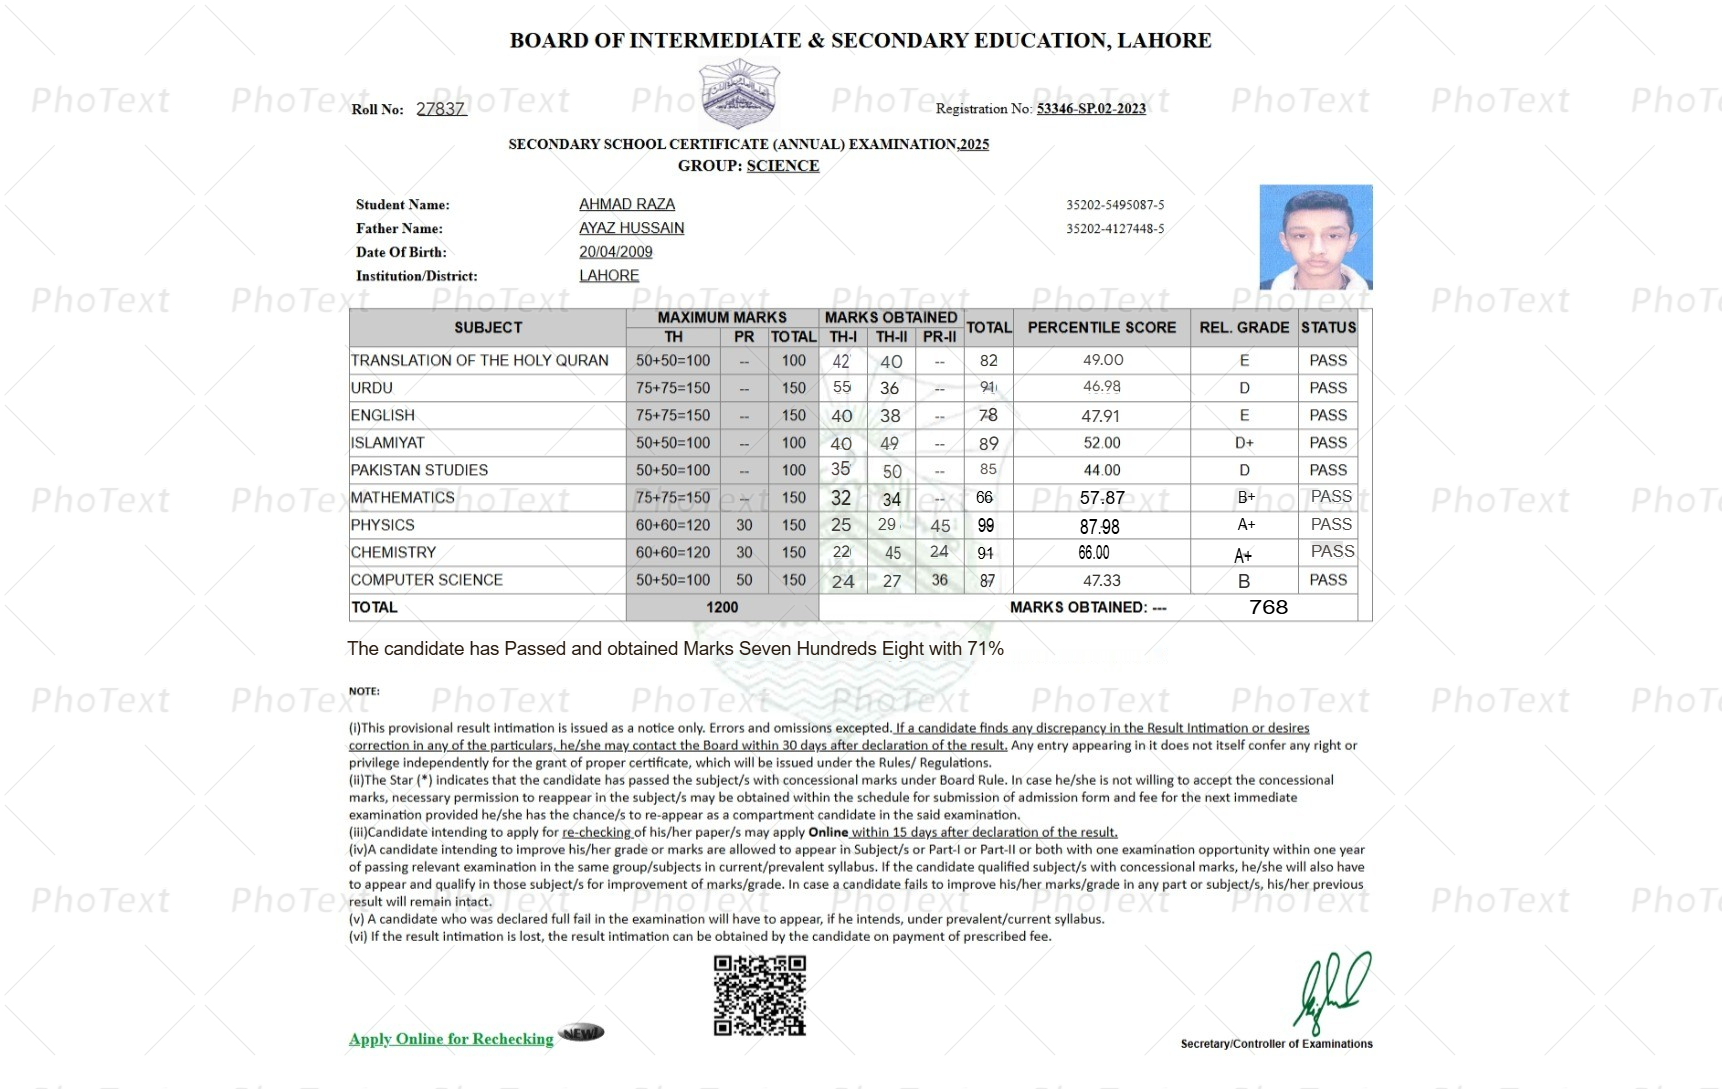 BOARD OF INTERMEDIATE & SECONDARY EDUCATION, LAHORE
Roll No: 27837
Registration No: 53346-SP.02-2023
SECONDARY SCHOOL CERTIFICATE (ANNUAL) EXAMINATION,2025
GROUP: SCIENCE
Student Name: AHMAD RAZA 35202-5495087-5
Father Name: AYAZ HUSSAIN 35202-4127448-5
Date Of Birth: 20/04/2009
Institution/District: LAHORE
SUBJECT MAXIMUM MARKS MARKS OBTAINED TOTAL PERCENTILE SCORE REL. GRADE STATUS
TH PR TOTAL TH-I TH-II PR-II
TRANSLATION OF THE HOLY QURAN 50+50=100 -- 100 42 40 -- 82 49.00 E PASS
URDU 75+75=150 -- 150 55 36 -- 91 46.98 D PASS
ENGLISH 75+75=150 -- 150 40 38 -- 78 47.91 E PASS
ISLAMIYAT 50+50=100 -- 100 40 49 -- 89 52.00 D+ PASS
PAKISTAN STUDIES 50+50=100 -- 100 35 50 -- 85 44.00 D PASS
MATHEMATICS 75+75=150 -- 150 32 34 -- 66 57.87 B+ PASS
PHYSICS 60+60=120 30 150 25 29 45 99 87.98 A+ PASS
CHEMISTRY 60+60=120 30 150 22 45 24 91 66.00 A+ PASS
COMPUTER SCIENCE 50+50=100 50 150 24 27 36 87 47.33 B PASS
TOTAL 1200 MARKS OBTAINED: --- 768
The candidate has Passed and obtained Marks Seven Hundreds Eight with 71%
NOTE:
(i)This provisional result intimation is issued as a notice only. Errors and omissions excepted. If a candidate finds any discrepancy in the Result Intimation or desires
correction in any of the particulars, he/she may contact the Board within 30 days after declaration of the result. Any entry appearing in it does not itself confer any right or
privilege independently for the grant of proper certificate, which will be issued under the Rules/ Regulations.
(ii)The Star (*) indicates that the candidate has passed the subject/s with concessional marks under Board Rule. In case he/she is not willing to accept the concessional
marks, necessary permission to reappear in the subject/s may be obtained within the schedule for submission of admission form and fee for the next immediate
examination provided he/she has the chance/s to re-appear as a compartment candidate in the said examination.
(iii)Candidate intending to apply for re-checking of his/her paper/s may apply Online within 15 days after declaration of the result.
(iv)A candidate intending to improve his/her grade or marks are allowed to appear in Subject/s or Part-I or Part-II or both with one examination opportunity within one year
of passing relevant examination in the same group/subjects in current/prevalent syllabus. If the candidate qualified subject/s with concessional marks, he/she will also have
to appear and qualify in those subject/s for improvement of marks/grade. In case a candidate fails to improve his/her marks/grade in any part or subject/s, his/her previous
result will remain intact.
(v) A candidate who was declared full fail in the examination will have to appear, if he intends, under prevalent/current syllabus.
(vi) If the result intimation is lost, the result intimation can be obtained by the candidate on payment of prescribed fee.
Apply Online for Rechecking NEW!
Secretary/Controller of Examinations
PhoText